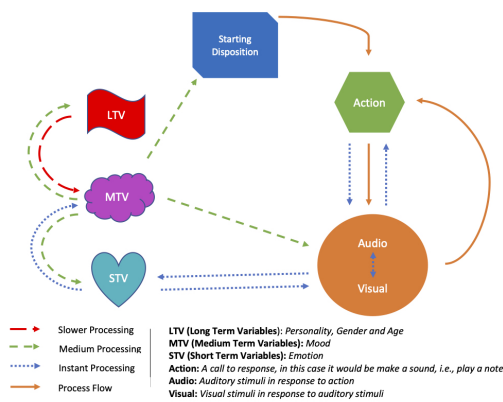 Starting
Disposition
Action
LTV
MTV
STV
Audio
Visual
Slower Processing
Medium Processing
Instant Processing
Process Flow
LTV (Long Term Variables): Personality, Gender and Age
MTV (Medium Term Variables): Mood
STV (Short Term Variables): Emotion
Action: A call to response, in this case it would be make a sound, i.e., play a note
Audio: Auditory stimuli in response to action
Visual: Visual stimuli in response to auditory stimuli